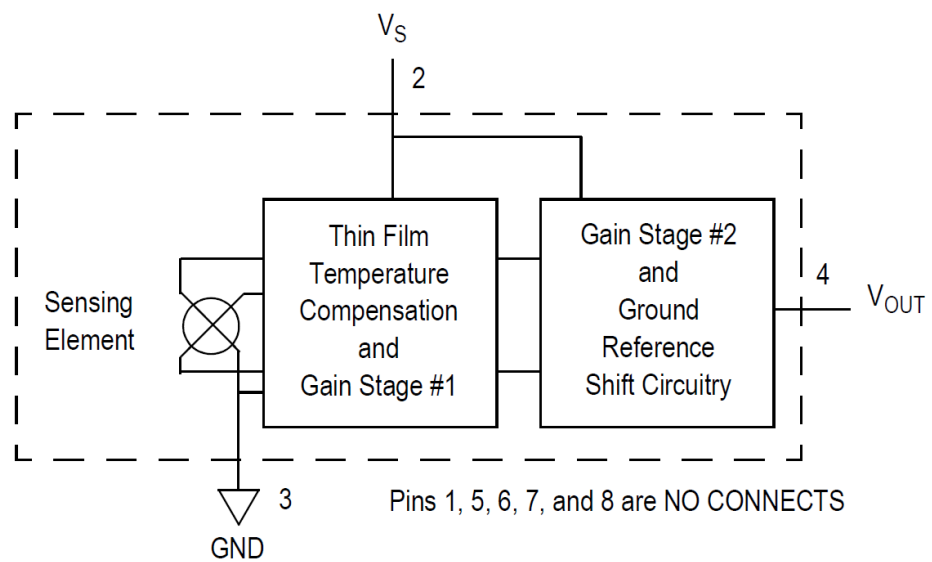 V_S
2
Thin Film
Temperature
Compensation
and
Gain Stage #1
Gain Stage #2
and
Ground
Reference
Shift Circuitry
4
V_OUT
Sensing
Element
3
GND
Pins 1, 5, 6, 7, and 8 are NO CONNECTS